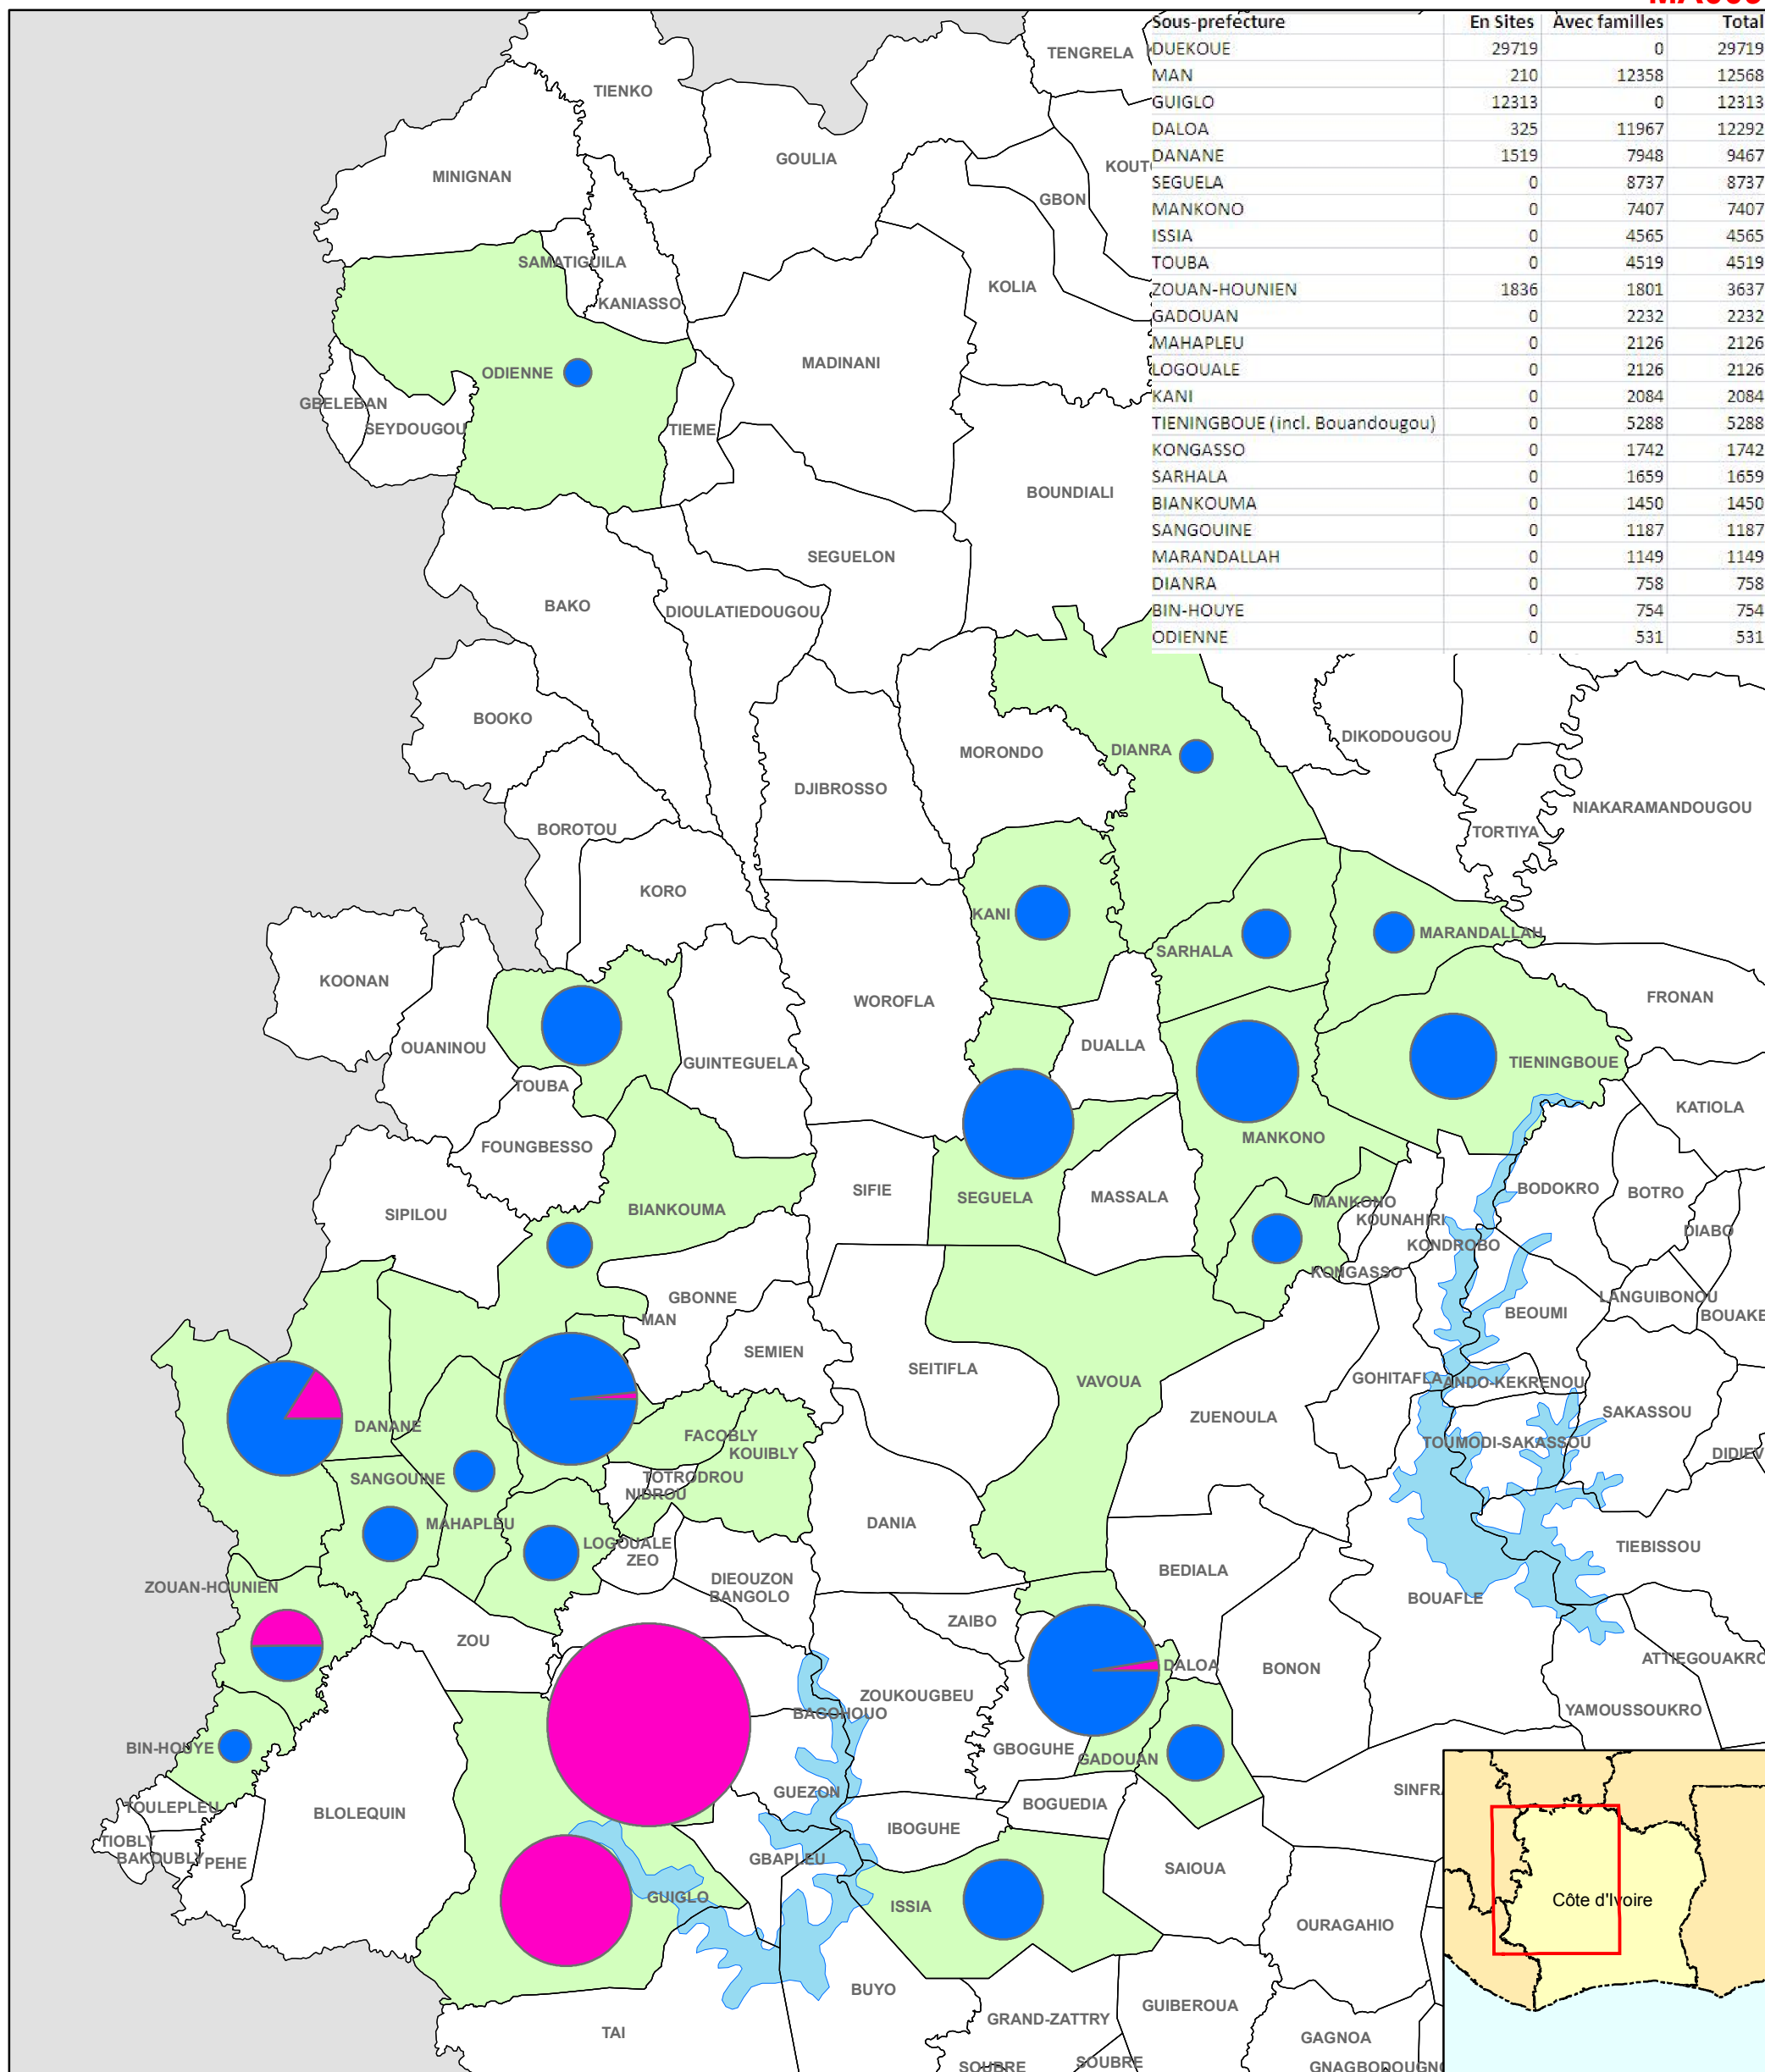 Sous-prefecture En Sites Avec familles Total
DUEKOUE 29719 0 29719
MAN 210 12358 12568
GUIGLO 12313 0 12313
DALOA 325 11967 12292
DANANE 1519 7948 9467
SEGUELA 0 8737 8737
MANKONO 0 7407 7407
ISSIA 0 4565 4565
TOUBA 0 4519 4519
ZOUAN-HOUNIEN 1836 1801 3637
GADOUAN 0 2232 2232
MAHAPLEU 0 2126 2126
LOGOUALE 0 2126 2126
KANI 0 2084 2084
TIENINGBOUE (incl. Bouandougou) 0 5288 5288
KONGASSO 0 1742 1742
SARHALA 0 1659 1659
BIANKOUMA 0 1450 1450
SANGOUINE 0 1187 1187
MARANDALLAH 0 1149 1149
DIANRA 0 758 758
BIN-HOUYE 0 754 754
ODIENNE 0 531 531
TENGRELA
TIENKO
GOULIA
MINIGNAN
GBON
SAMATIGUILA
KANIASSO
KOLIA
MADINANI
ODIENNE
GBELEBAN
SEYDOUGOU
TIEME
BOUNDIALI
SEGUELON
BAKO
DIOULATIEDOUGOU
BOOKO
MORONDO
DIANRA
DIKODOUGOU
DJIBROSSO
NIAKARAMANDOUGOU
BOROTOU
TORTIYA
KORO
KANI
SARHALA
MARANDALLAH
KOONAN
WOROFLA
FRONAN
OUANINOU
GUINTEGUELA
DUALLA
TIENINGBOUE
TOUBA
KATIOLA
FOUNGBESSO
MANKONO
SIFIE
SEGUELA
MASSALA
BODOKRO
BOTRO
SIPILOU
BIANKOUMA
MANKONO
KOUNAHIRI
DIABO
KONDROBO
KONGASSO
GBONNE
LANGUIBONOU
MAN
BEOUMI
BOUAKE
SEMIEN
SEITIFLA
VAVOUA
GOHITAFLA
ANDO-KEKRENOU
DANANE
ZUENOULA
SAKASSOU
FACOBLY
KOUIBLY
TOUMODI-SAKASSOU
SANGOUINE
TOTRODROU
NIDROU
MAHAPLEU
DANIA
LOGOUALE
ZEO
TIEBISSOU
ZOUAN-HOUNIEN
DIEOUZON
BANGOLO
BEDIALA
BOUAFLE
ZOU
ZAIBO
DALOA
BONON
ZOUKOUGBEU
BAGOHOUO
YAMOUSSOUKRO
BIN-HOUYE
GBOGUHE
GADOUAN
TOULEPLEU
BLOLEQUIN
GUEZON
BOGUEDIA
TIOBLY
BAKOUBLY
PEHE
IBOGUHE
GBAPLEU
SAIOUA
GUIGLO
ISSIA
Côte d'Ivoire
OURAGAHIO
BUYO
GRAND-ZATTRY
GUIBEROUA
TAI
GAGNOA
SOUBRE
SOUBRE